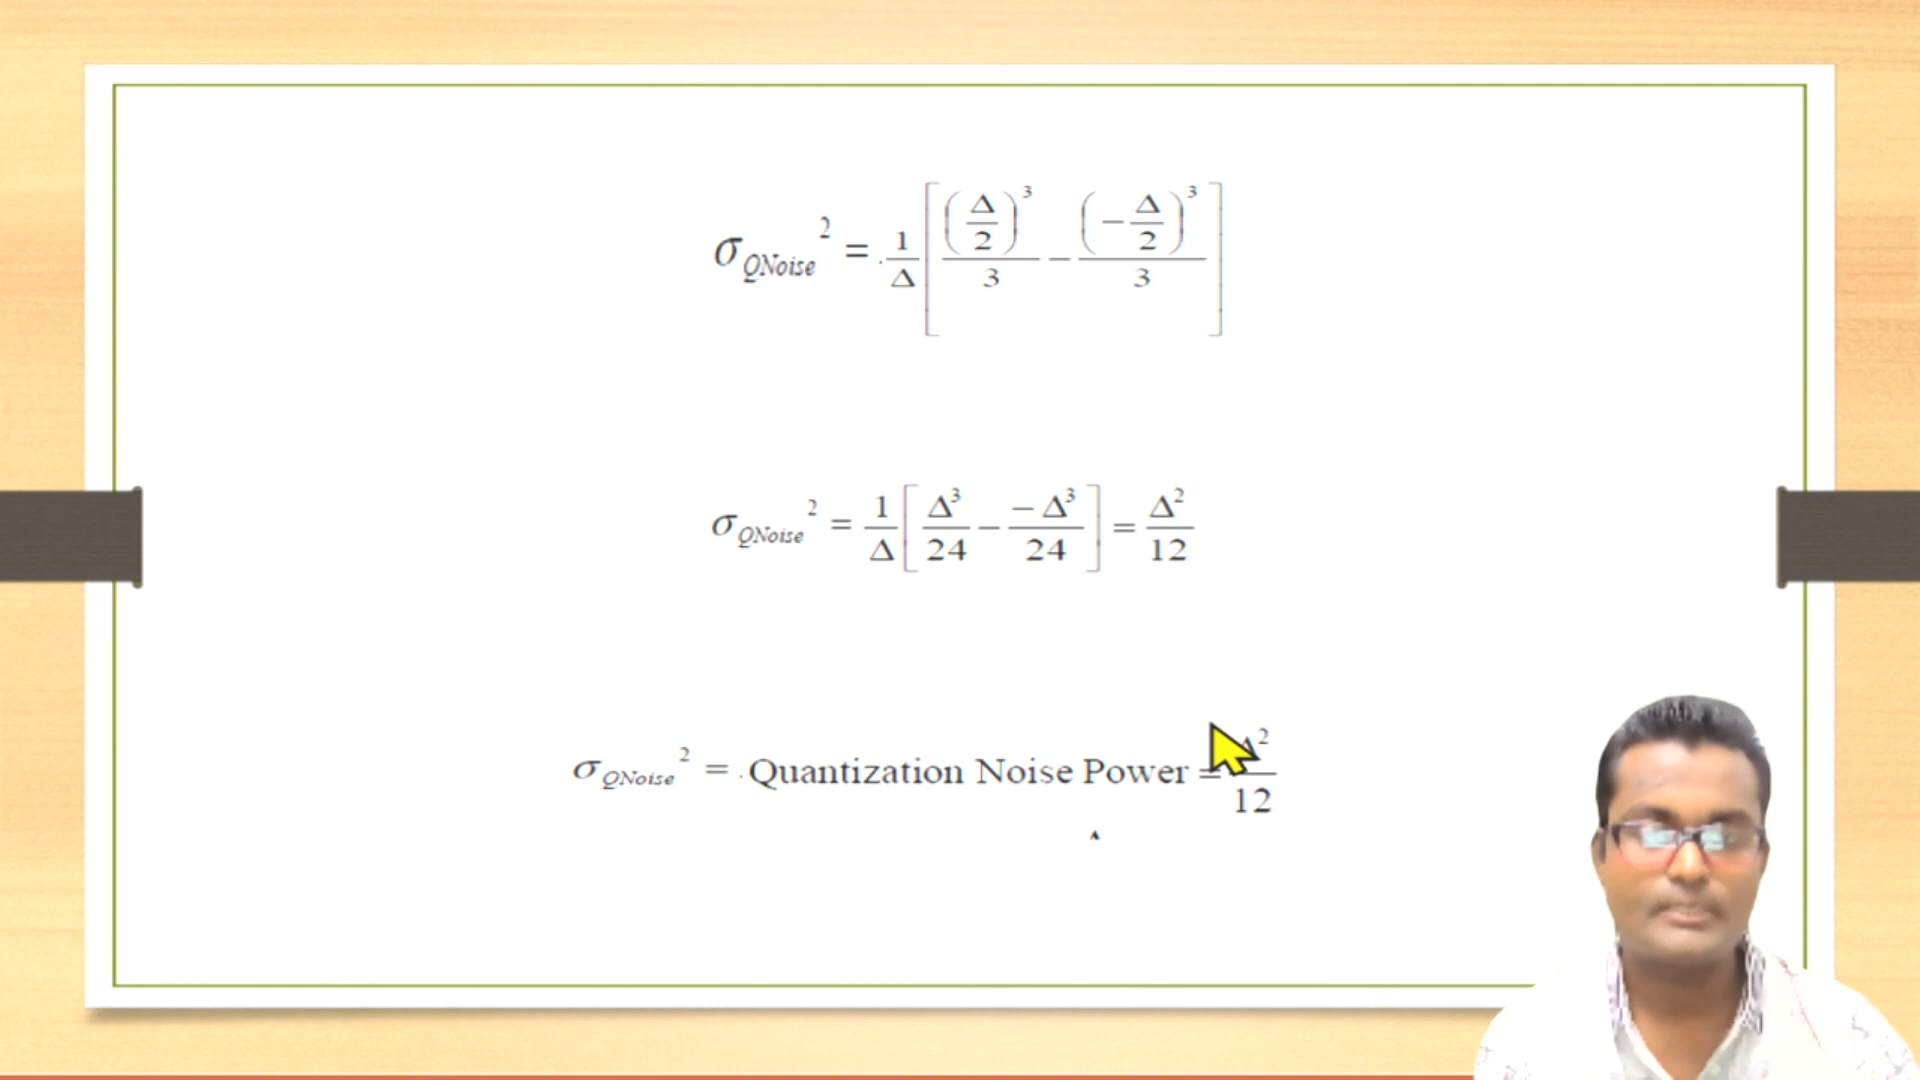 σ_QNoise² = 1/Δ [ (Δ/2)³/3 − (−Δ/2)³/3 ]
σ_QNoise² = 1/Δ [ Δ³/24 − −Δ³/24 ] = Δ²/12
σ_QNoise² = Quantization Noise Power = Δ²/12